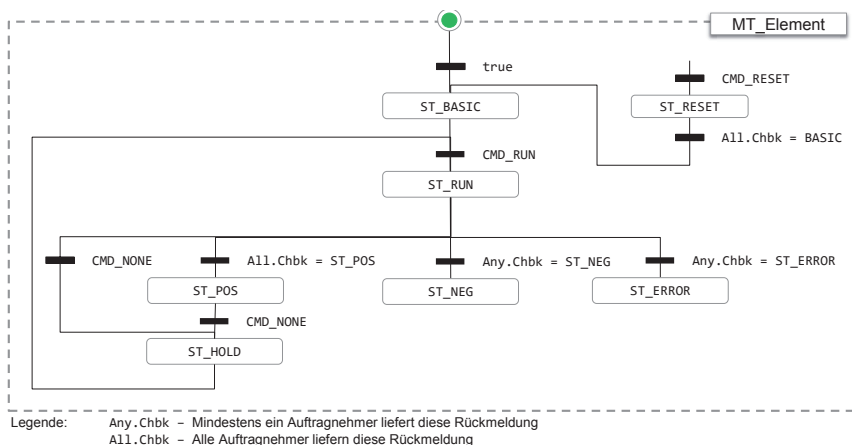 MT_Element
true
CMD_RESET
ST_BASIC
ST_RESET
All.Chbk = BASIC
CMD_RUN
ST_RUN
CMD_NONE
All.Chbk = ST_POS
Any.Chbk = ST_NEG
Any.Chbk = ST_ERROR
ST_POS
ST_NEG
ST_ERROR
CMD_NONE
ST_HOLD
Legende: Any.Chbk – Mindestens ein Auftragnehmer liefert diese Rückmeldung
All.Chbk – Alle Auftragnehmer liefern diese Rückmeldung